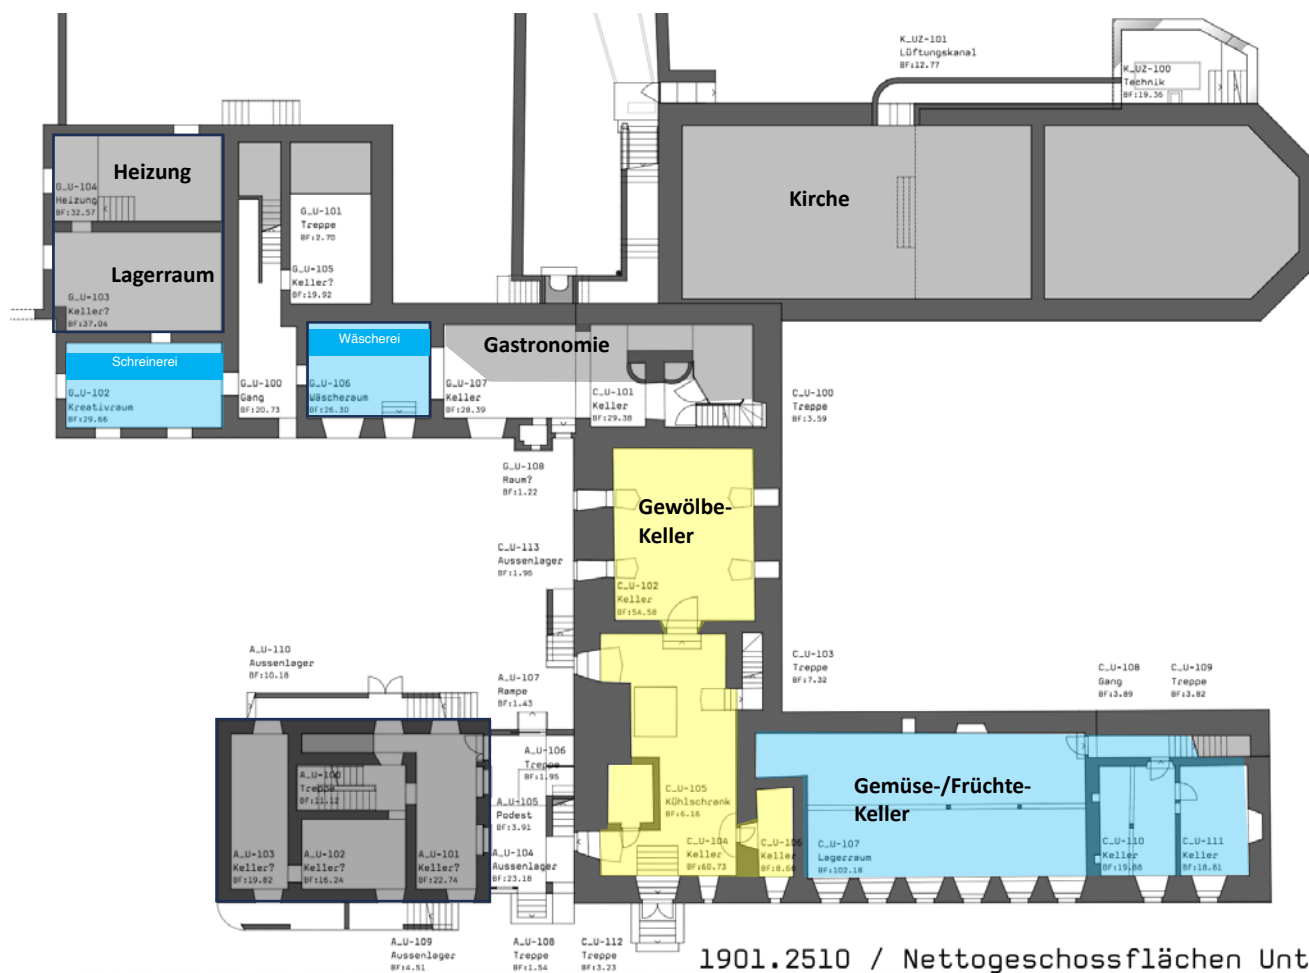 K_UZ-101
Lüftungskanal
BF:12.77
K_UZ-100
Technik
BF:19.36
Heizung
G_U-104
Heizung
BF:32.57
Kirche
G_U-101
Treppe
BF:2.70
Lagerraum
G_U-105
Keller?
BF:19.92
G_U-103
Keller?
BF:37.04
Schreinerei
Wäscherei
Gastronomie
G_U-102
Kreativraum
BF:29.66
G_U-100
Gang
BF:20.73
G_U-106
Wäscheraum
BF:26.30
G_U-107
Keller
BF:28.39
C_U-101
Keller
BF:29.38
C_U-100
Treppe
BF:3.59
G_U-108
Raum?
BF:1.22
Gewölbe-
Keller
C_U-113
Aussenlager
BF:1.96
C_U-102
Keller
BF:54.58
A_U-110
Aussenlager
BF:10.18
A_U-107
Rampe
BF:1.43
C_U-103
Treppe
BF:7.32
C_U-108
Gang
BF:3.89
C_U-109
Treppe
BF:3.82
A_U-106
Treppe
BF:1.95
A_U-100
Treppe
BF:11.12
A_U-105
Podest
BF:3.91
C_U-105
Kühlschrank
BF:6.16
Gemüse-/Früchte-
Keller
A_U-103
Keller?
BF:19.82
A_U-102
Keller?
BF:16.24
A_U-101
Keller?
BF:22.74
A_U-104
Aussenlager
BF:23.18
C_U-104
Keller
BF:60.73
C_U-106
Keller
BF:8.68
C_U-107
Lagerraum
BF:102.18
C_U-110
Keller
BF:19.88
C_U-111
Keller
BF:18.81
A_U-109
Aussenlager
BF:4.51
A_U-108
Treppe
BF:1.54
C_U-112
Treppe
BF:3.23
1901.2510 / Nettogeschossflächen Unt